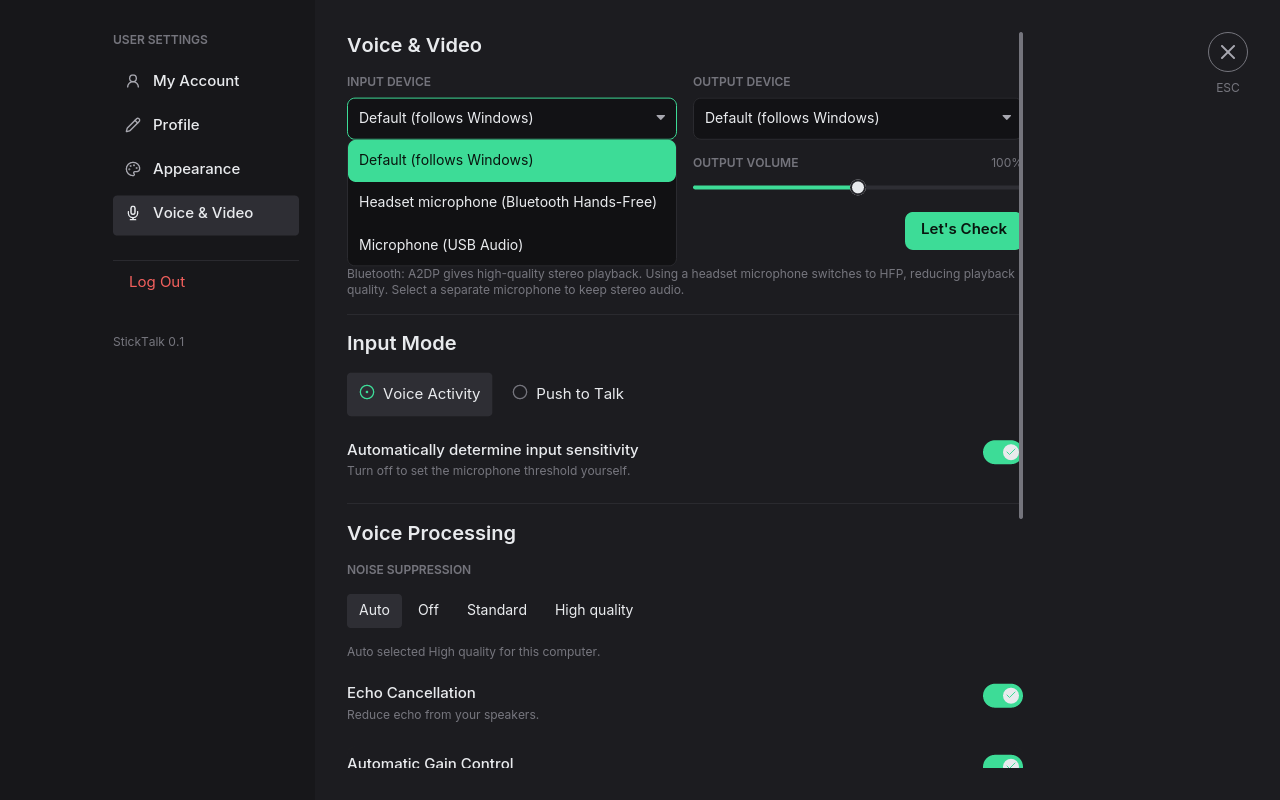 USER SETTINGS
My Account
Profile
Appearance
Voice & Video
Log Out
StickTalk 0.1
Voice & Video
INPUT DEVICE
Default (follows Windows)
Default (follows Windows)
Headset microphone (Bluetooth Hands-Free)
Microphone (USB Audio)
OUTPUT DEVICE
Default (follows Windows)
OUTPUT VOLUME
100%
Let's Check
Bluetooth: A2DP gives high-quality stereo playback. Using a headset microphone switches to HFP, reducing playback
quality. Select a separate microphone to keep stereo audio.
Input Mode
Voice Activity
Push to Talk
Automatically determine input sensitivity
Turn off to set the microphone threshold yourself.
Voice Processing
NOISE SUPPRESSION
Auto
Off
Standard
High quality
Auto selected High quality for this computer.
Echo Cancellation
Reduce echo from your speakers.
Automatic Gain Control
ESC